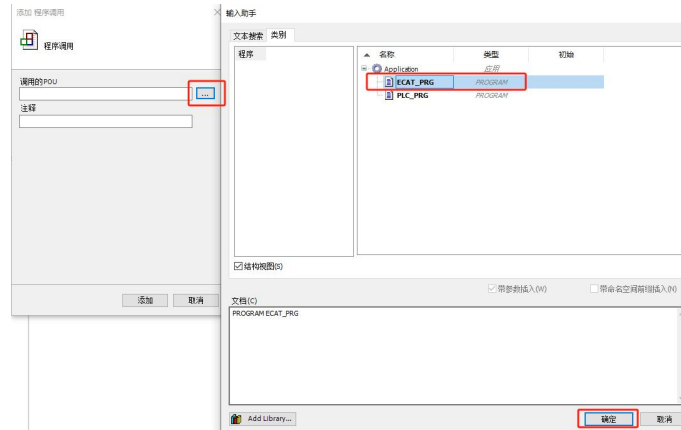 添加 程序调用
程序调用
调用的POU
...
注释
添加
取消
输入助手
文本搜索
类别
程序
名称
类型
初始
Application
应用
ECAT_PRG
PROGRAM
PLC_PRG
PROGRAM
结构视图(S)
带参数插入(W)
带命名空间前缀插入(N)
文档(C)
PROGRAM ECAT_PRG
Add Library...
确定
取消